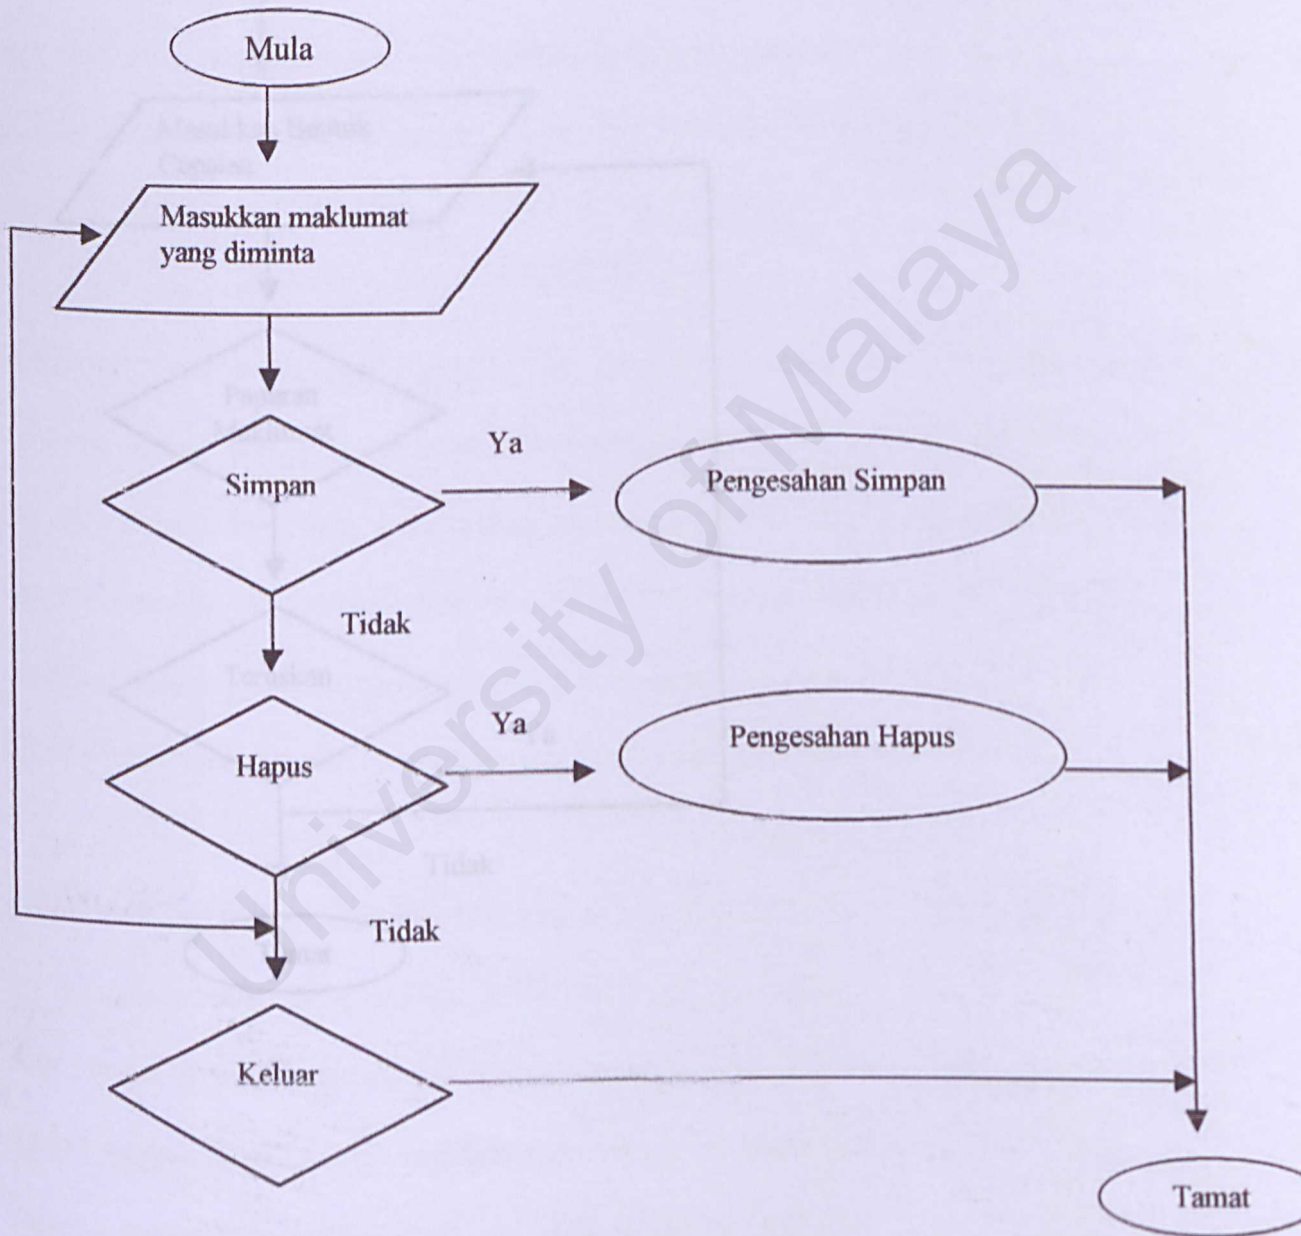 Mula
Masukkan maklumat
yang diminta
Simpan
Ya
Pengesahan Simpan
Tidak
Hapus
Ya
Pengesahan Hapus
Tidak
Keluar
Tamat
University of Malaya
Tidak